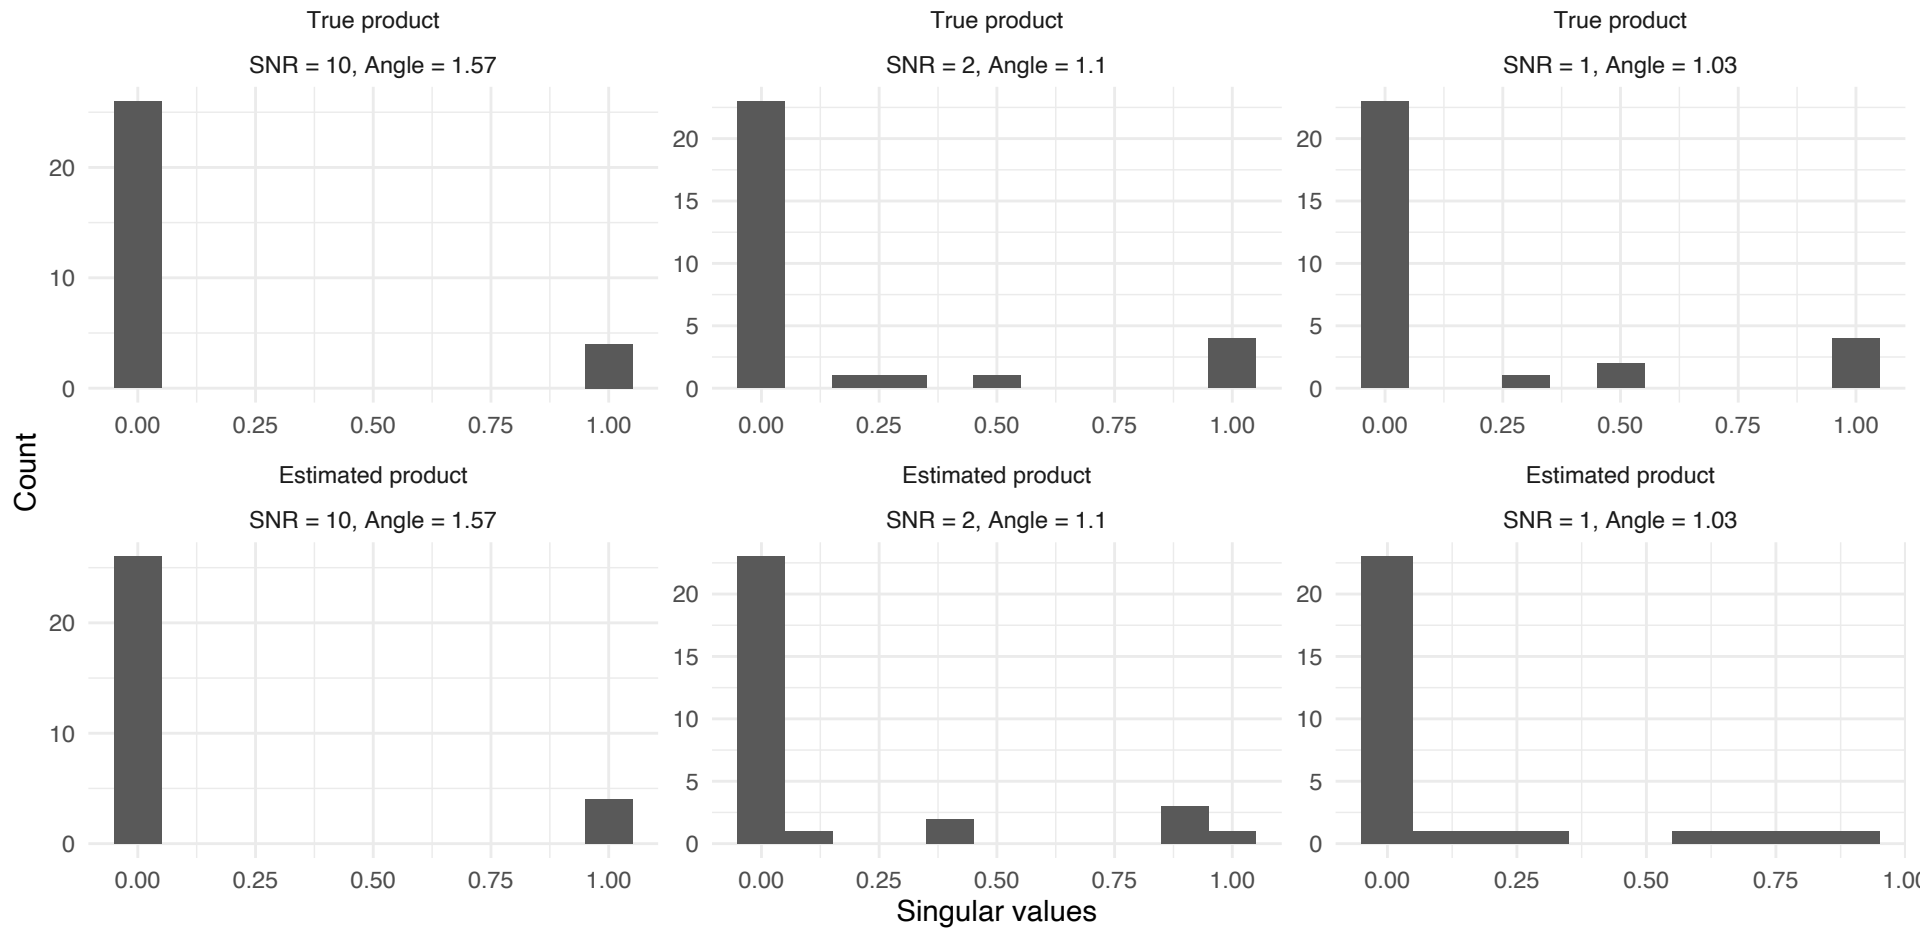 True product
True product
True product
SNR = 10, Angle = 1.57
SNR = 2, Angle = 1.1
SNR = 1, Angle = 1.03
20
10
0
20
15
10
5
0
20
15
10
5
0
0.00 0.25 0.50 0.75 1.00
0.00 0.25 0.50 0.75 1.00
0.00 0.25 0.50 0.75 1.00
Count
Estimated product
Estimated product
Estimated product
SNR = 10, Angle = 1.57
SNR = 2, Angle = 1.1
SNR = 1, Angle = 1.03
20
10
0
20
15
10
5
0
20
15
10
5
0
0.00 0.25 0.50 0.75 1.00
0.00 0.25 0.50 0.75 1.00
0.00 0.25 0.50 0.75 1.00
Singular values